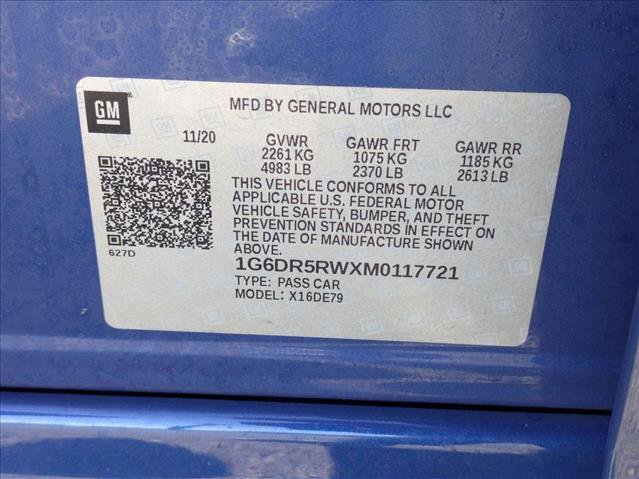 GM
MFD BY GENERAL MOTORS LLC
11/20 GVWR GAWR FRT GAWR RR
2261 KG 1075 KG 1185 KG
4983 LB 2370 LB 2613 LB
THIS VEHICLE CONFORMS TO ALL
APPLICABLE U.S. FEDERAL MOTOR
VEHICLE SAFETY, BUMPER, AND THEFT
PREVENTION STANDARDS IN EFFECT ON
THE DATE OF MANUFACTURE SHOWN
ABOVE.
627D
1G6DR5RWXM0117721
TYPE: PASS CAR
MODEL: X16DE79